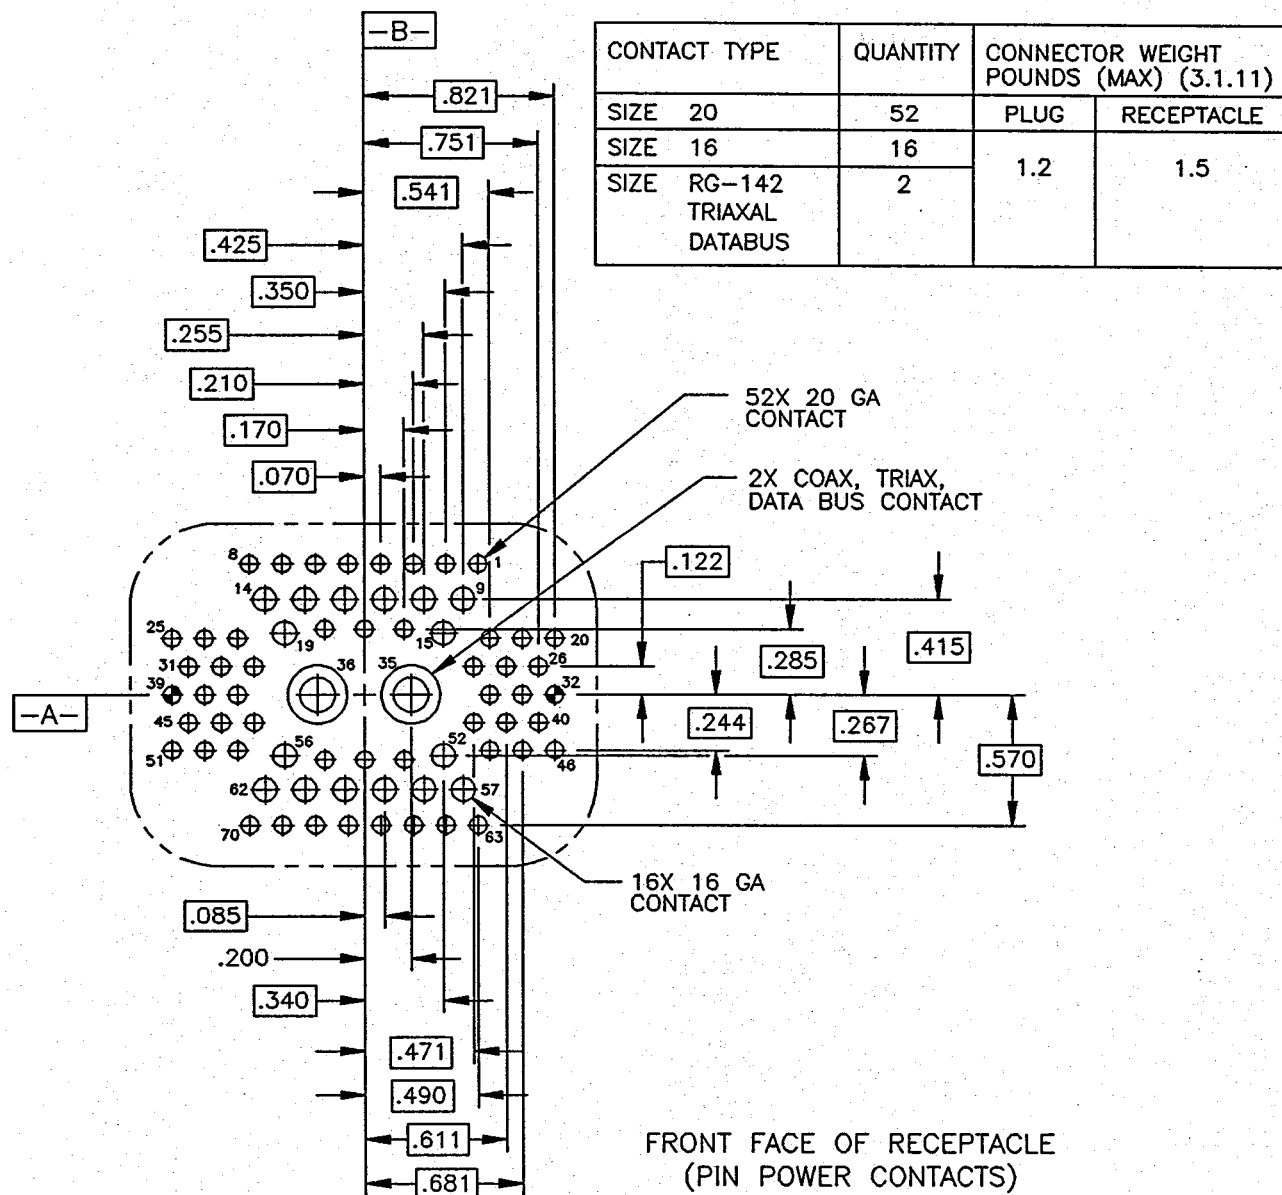 -B-
CONTACT TYPE QUANTITY CONNECTOR WEIGHT
POUNDS (MAX) (3.1.11)
SIZE 20 52 PLUG RECEPTACLE
SIZE 16 16 1.2 1.5
SIZE RG-142 2
TRIAXAL
DATABUS
.821
.751
.541
.425
.350
.255
.210
.170
.070
52X 20 GA
CONTACT
2X COAX, TRIAX,
DATA BUS CONTACT
8 1
.122
14 9
.415
25 19 15 20
.285
31 36 35 26
39 32
-A-
.244 .267
45 40
51 56 52 46
.570
62 57
70 63
16X 16 GA
CONTACT
.085
.200
.340
.471
.490
.611
.681
FRONT FACE OF RECEPTACLE
(PIN POWER CONTACTS)